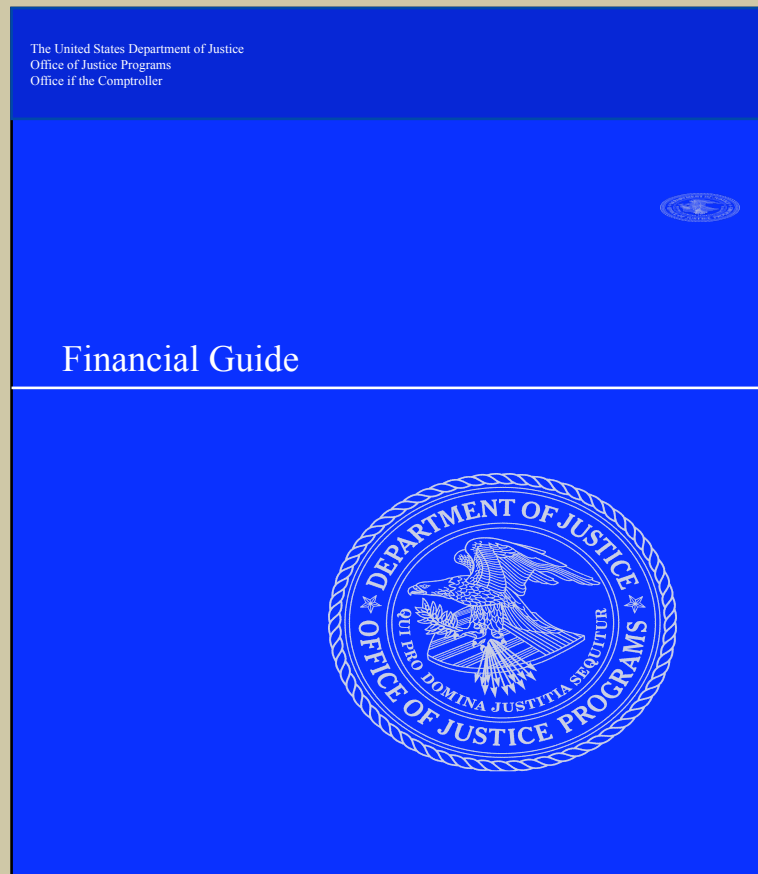 The United States Department of Justice
Office of Justice Programs
Office if the Comptroller
Financial Guide
DEPARTMENT OF JUSTICE
OFFICE OF JUSTICE PROGRAMS
QUI PRO DOMINA JUSTITIA SEQUITUR